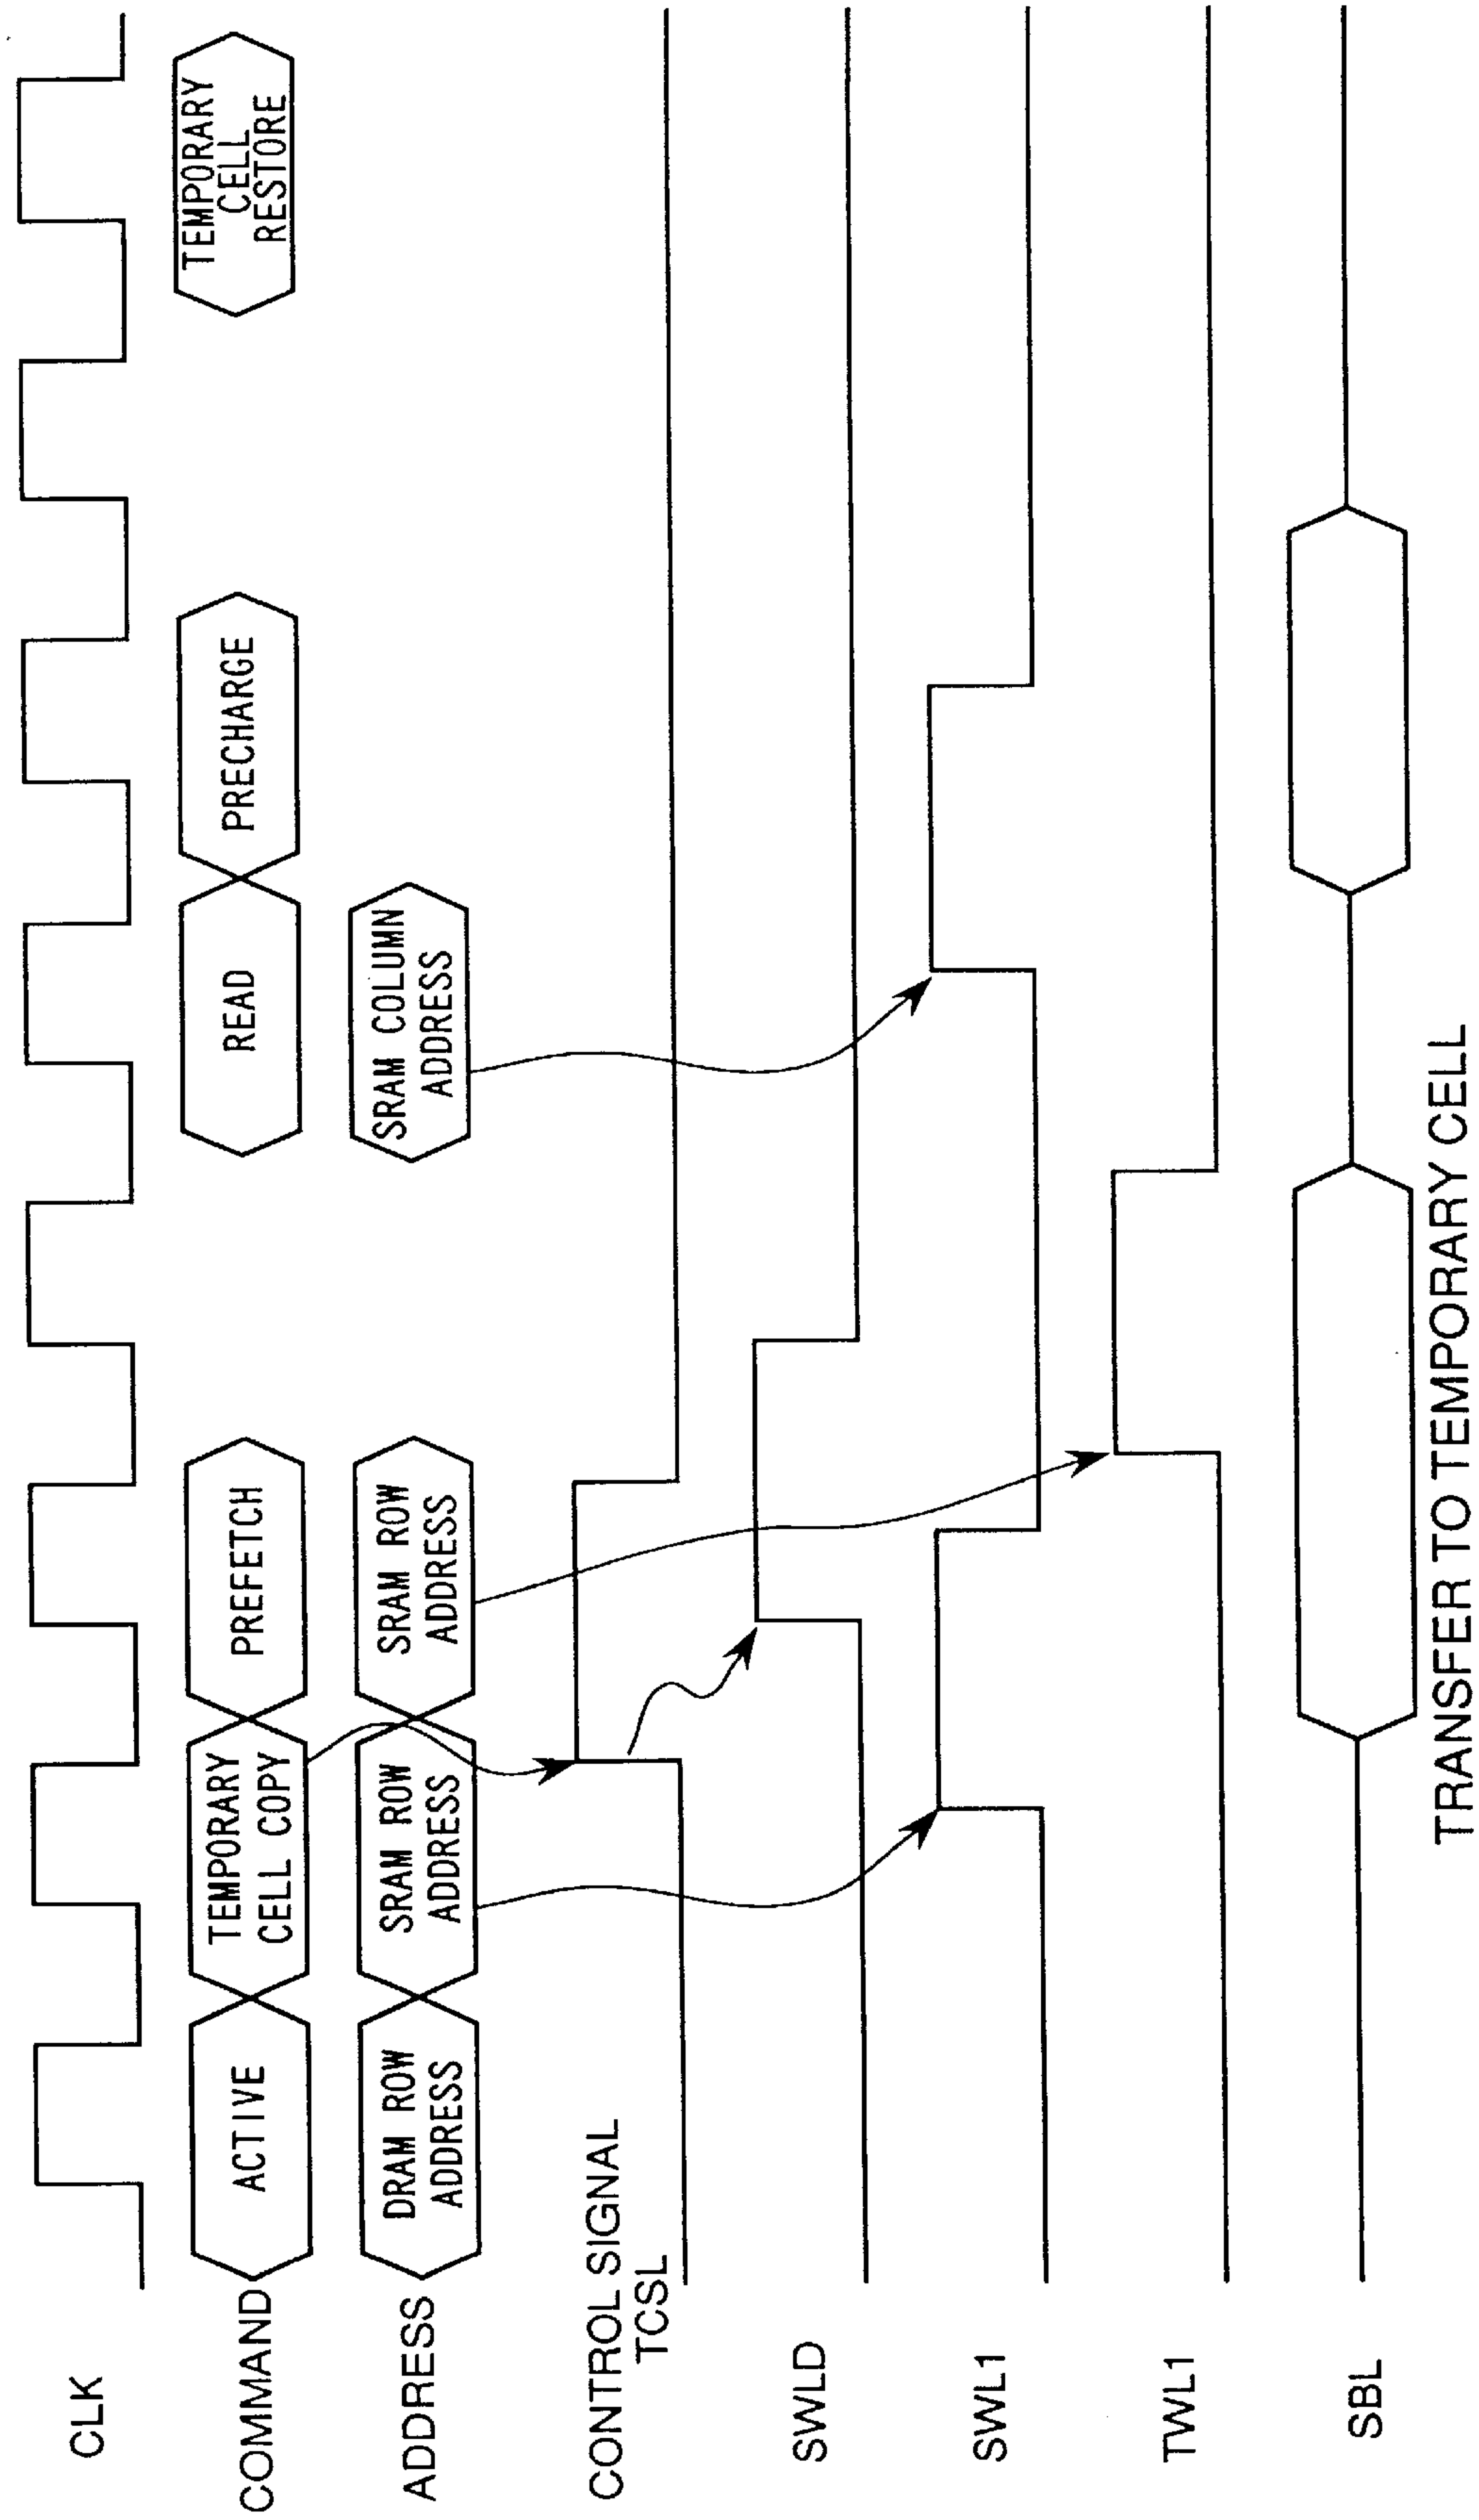 CLK
COMMAND
ACTIVE
TEMPORARY
CELL COPY
PREFETCH
READ
PRECHARGE
TEMPORARY
CELL
RESTORE
ADDRESS
DRAM ROW
ADDRESS
SRAM ROW
ADDRESS
SRAM ROW
ADDRESS
SRAM COLUMN
ADDRESS
CONTROL SIGNAL
TCSL
SWLD
SWL1
TWL1
SBL
TRANSFER TO TEMPORARY CELL